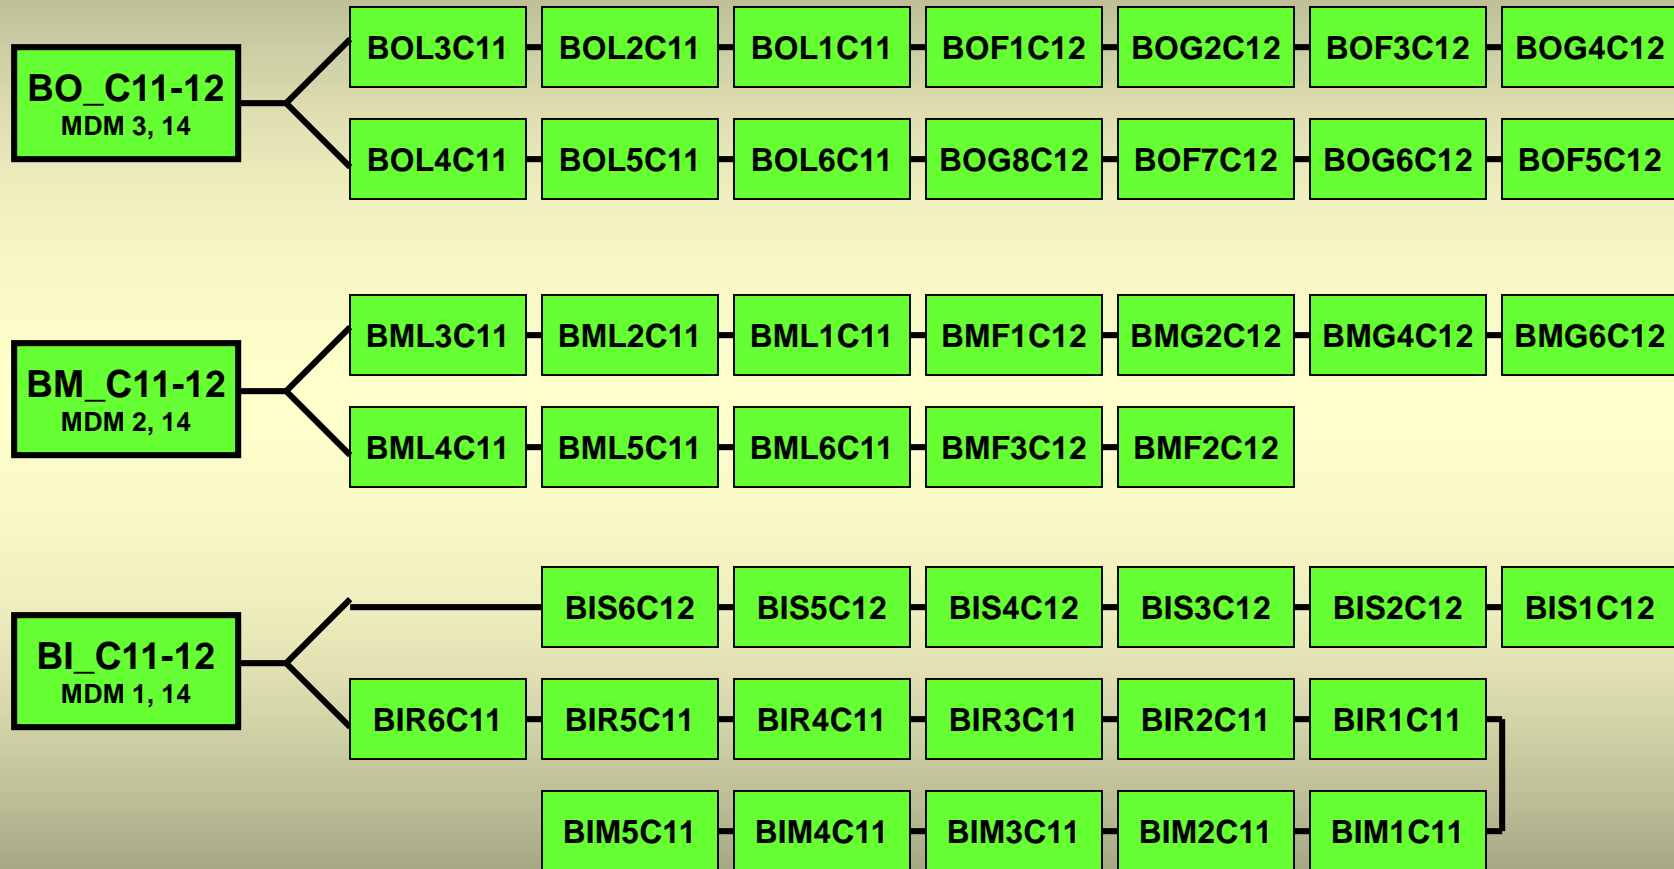 BO_C11-12
MDM 3, 14
BOL3C11 BOL2C11 BOL1C11 BOF1C12 BOG2C12 BOF3C12 BOG4C12
BOL4C11 BOL5C11 BOL6C11 BOG8C12 BOF7C12 BOG6C12 BOF5C12
BM_C11-12
MDM 2, 14
BML3C11 BML2C11 BML1C11 BMF1C12 BMG2C12 BMG4C12 BMG6C12
BML4C11 BML5C11 BML6C11 BMF3C12 BMF2C12
BI_C11-12
MDM 1, 14
BIS6C12 BIS5C12 BIS4C12 BIS3C12 BIS2C12 BIS1C12
BIR6C11 BIR5C11 BIR4C11 BIR3C11 BIR2C11 BIR1C11
BIM5C11 BIM4C11 BIM3C11 BIM2C11 BIM1C11